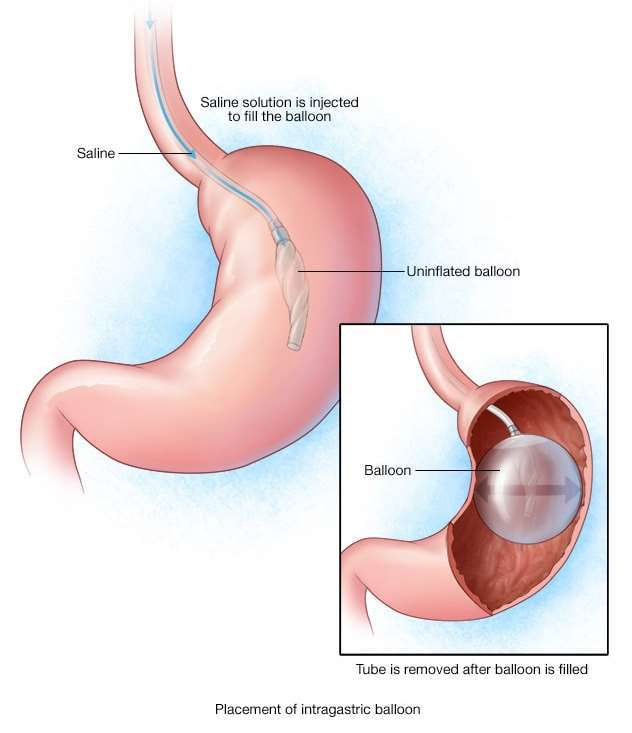 Saline solution is injected
to fill the balloon
Saline
Uninflated balloon
Balloon
Tube is removed after balloon is filled
Placement of intragastric balloon